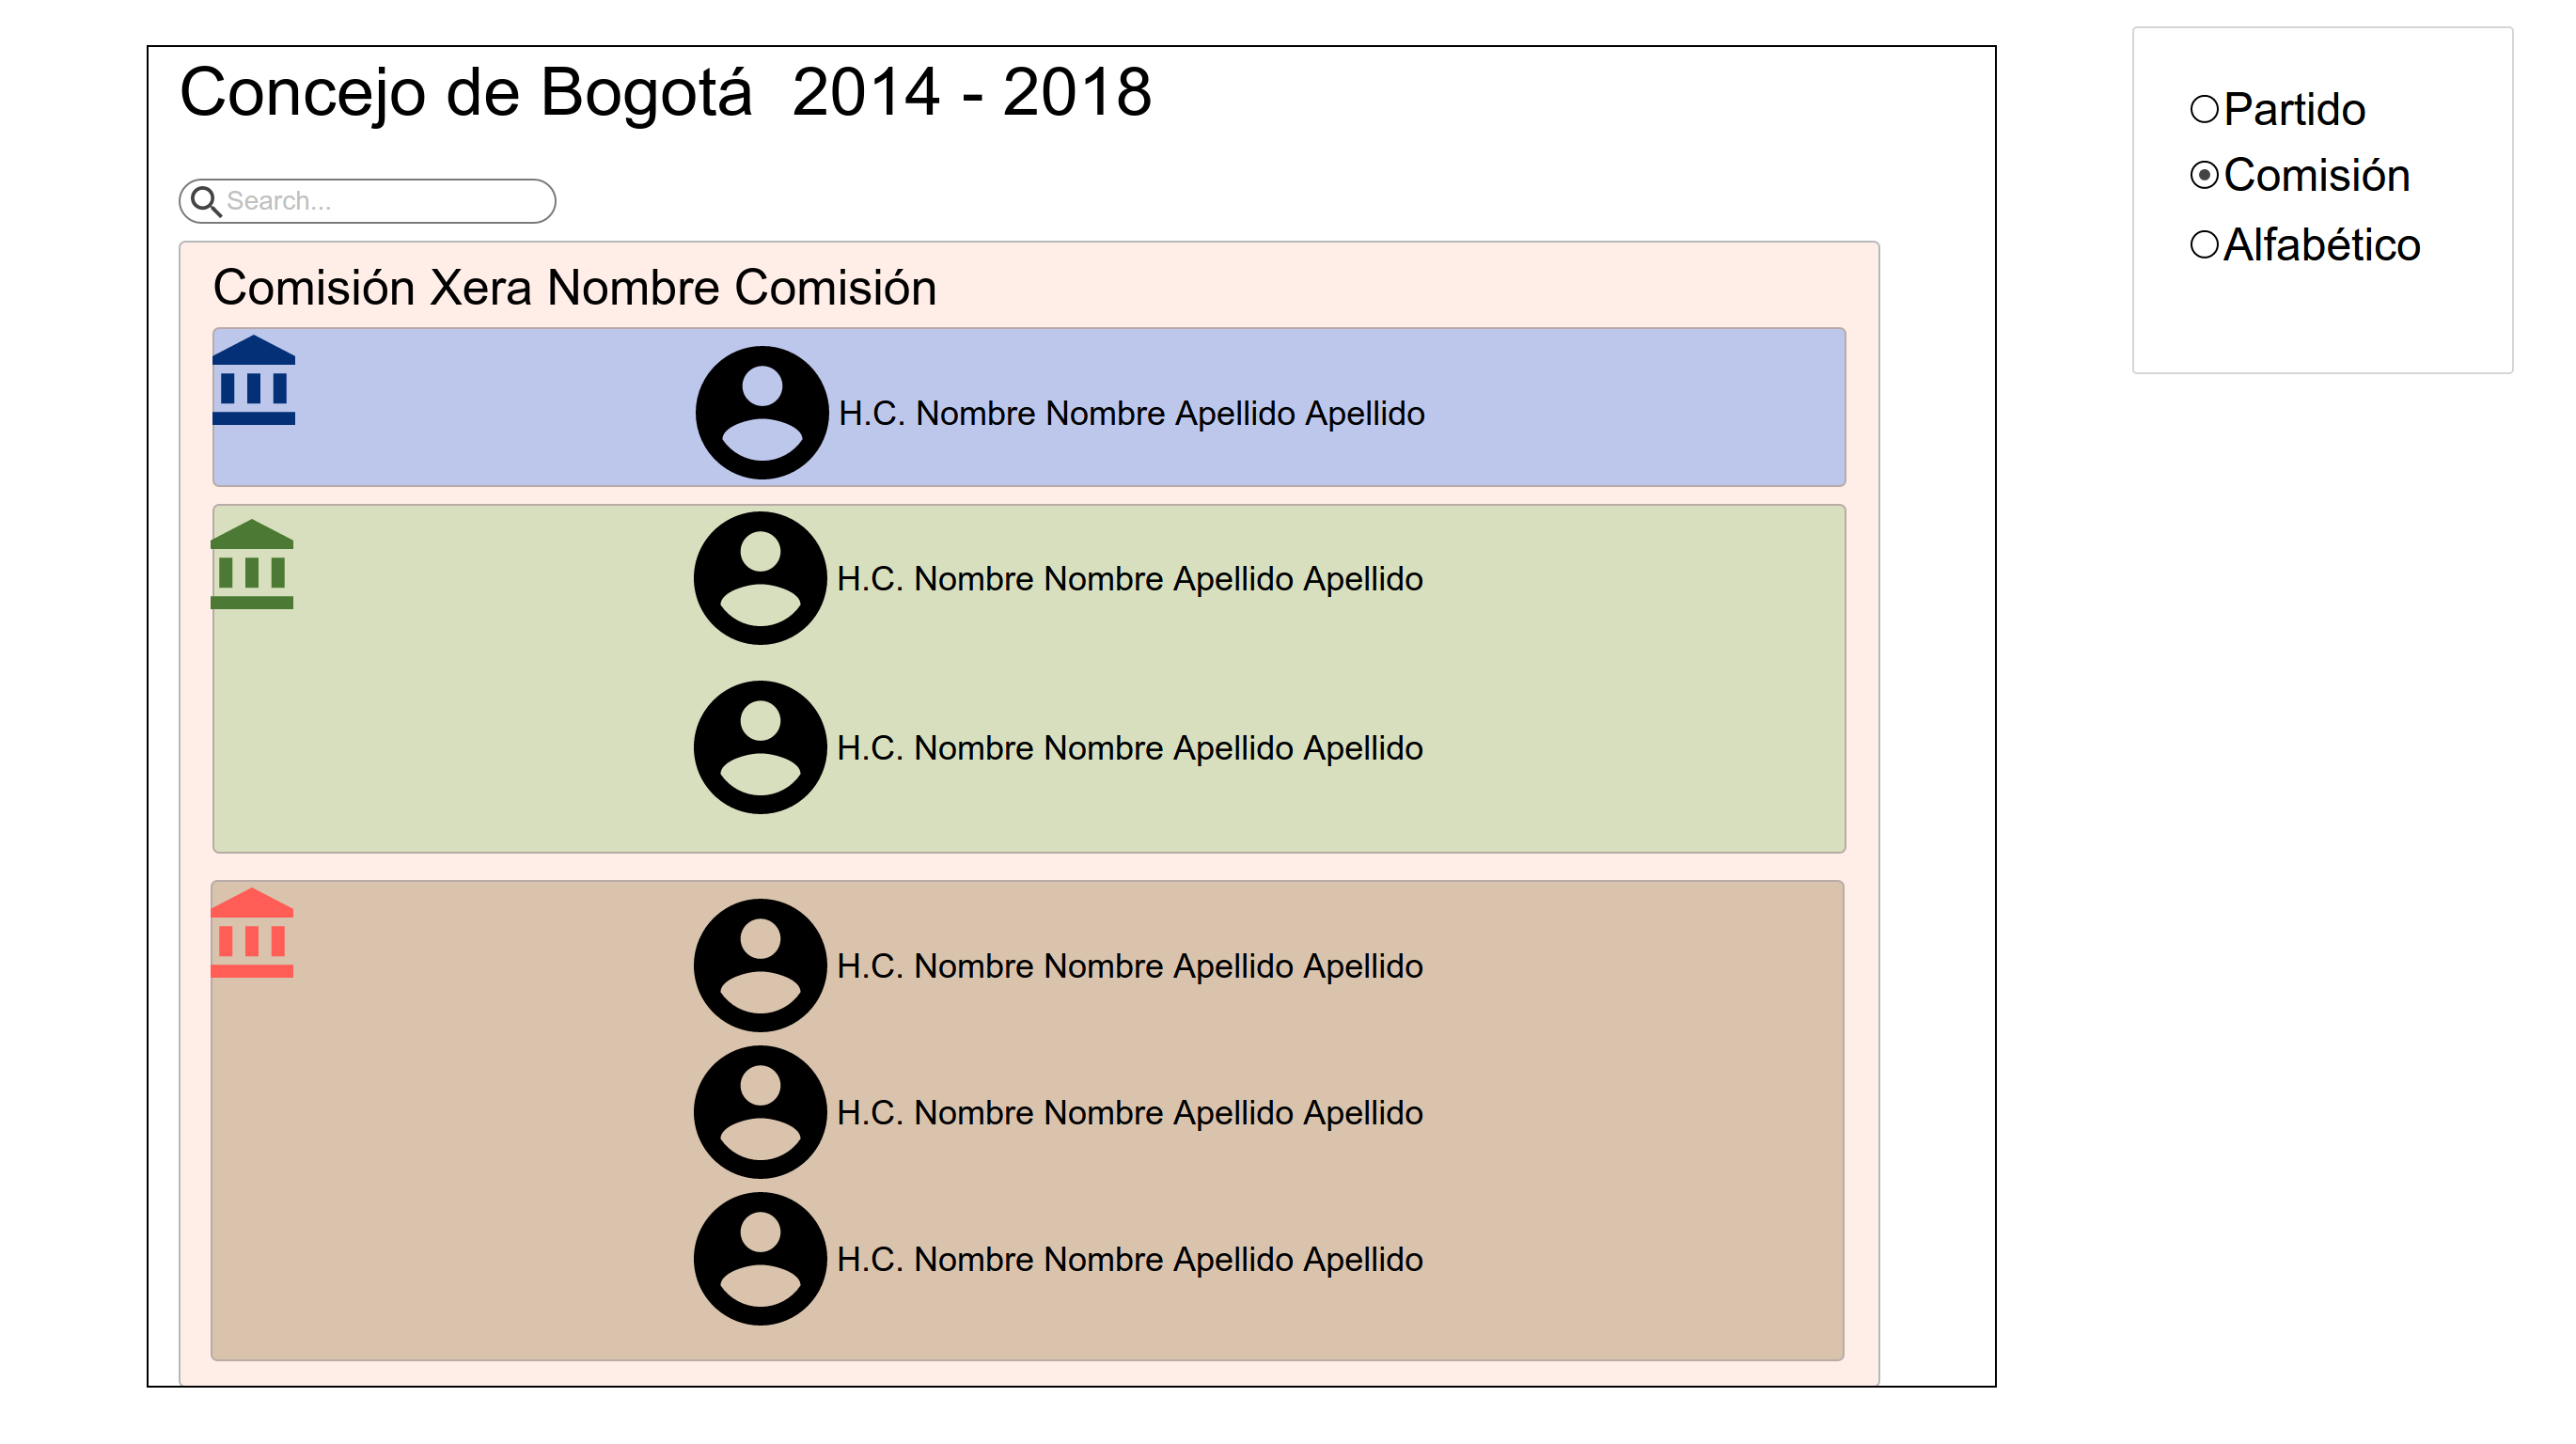 Concejo de Bogotá  2014 - 2018
Search...
Comisión Xera Nombre Comisión
H.C. Nombre Nombre Apellido Apellido
H.C. Nombre Nombre Apellido Apellido
H.C. Nombre Nombre Apellido Apellido
H.C. Nombre Nombre Apellido Apellido
H.C. Nombre Nombre Apellido Apellido
H.C. Nombre Nombre Apellido Apellido
Partido
Comisión
Alfabético